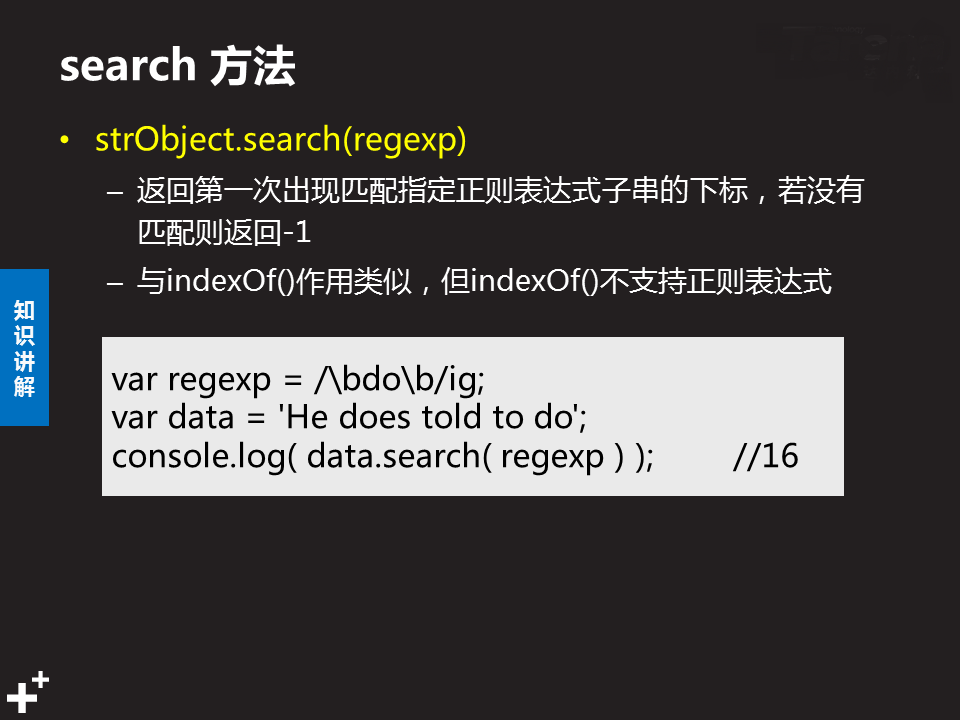 search 方法
• strObject.search(regexp)
– 返回第一次出现匹配指定正则表达式子串的下标，若没有
匹配则返回-1
– 与indexOf()作用类似，但indexOf()不支持正则表达式
知
识
讲
解
var regexp = /\bdo\b/ig;
var data = 'He does told to do';
console.log( data.search( regexp ) ); //16